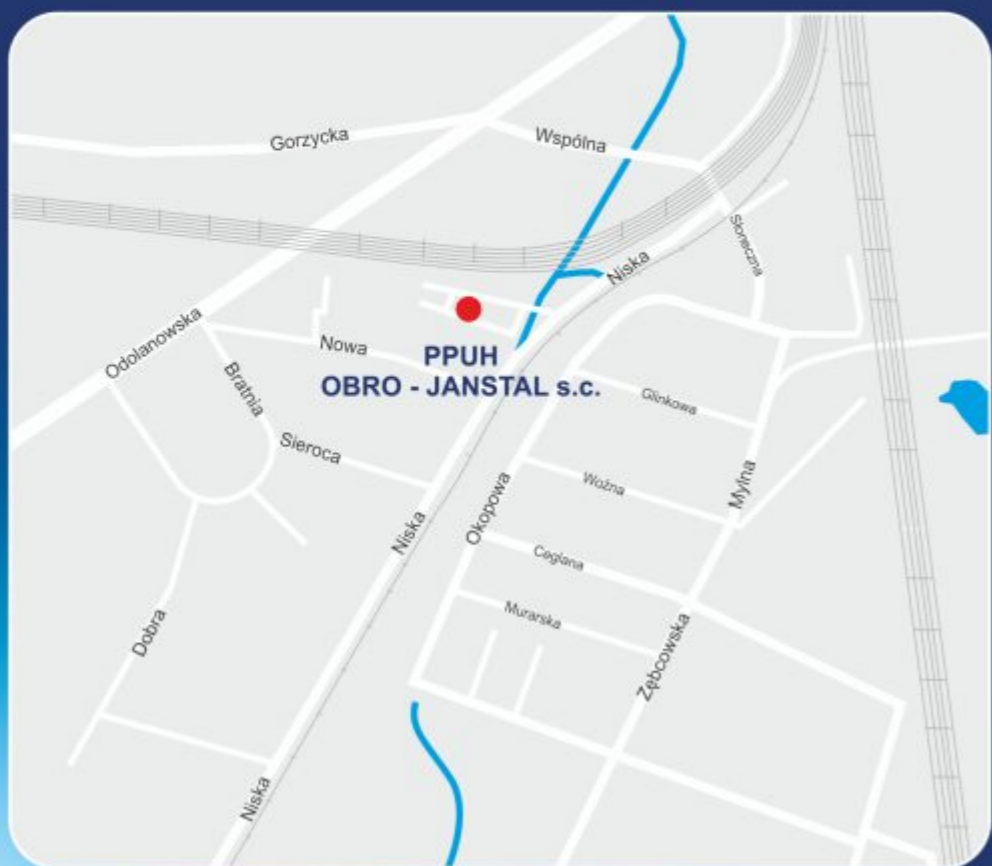 Gorzycka
Wspólna
Słoneczna
Niska
Odolanowska
Nowa
PPUH
OBRO - JANSTAL s.c.
Bratnia
Glinkowa
Sieroca
Woźna
Mylna
Okopowa
Niska
Ceglana
Murarska
Dobra
Zębcowska
Niska